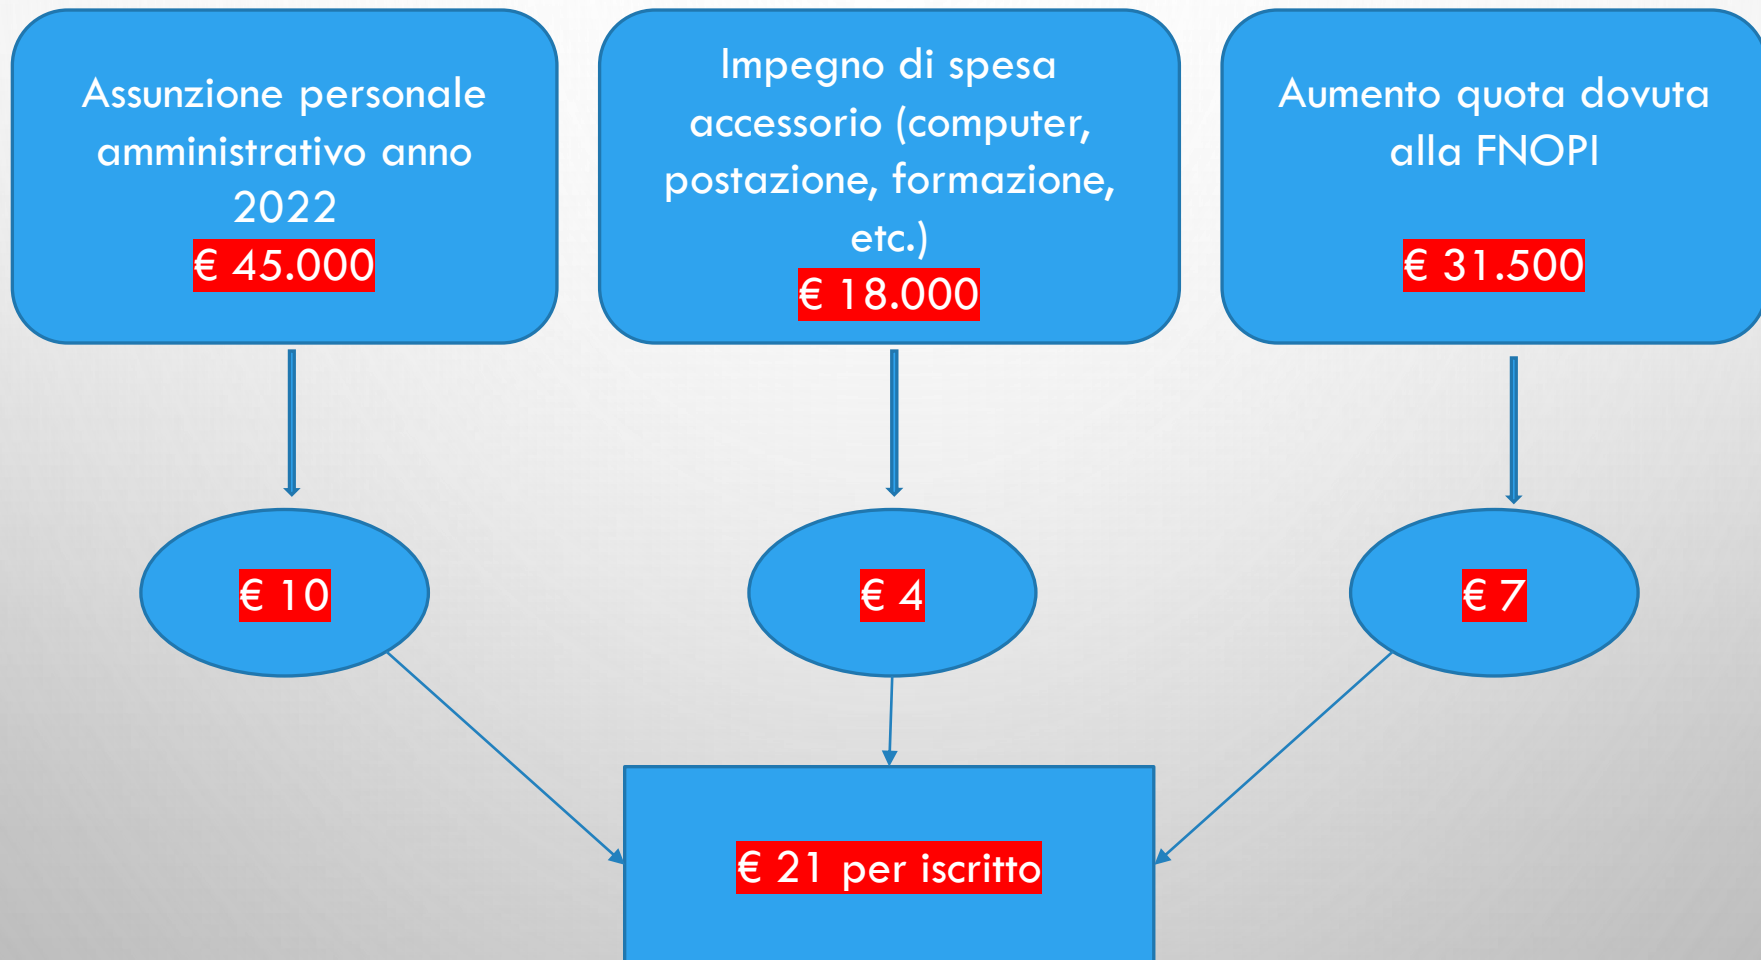 Assunzione personale
amministrativo anno
2022
€ 45.000
Impegno di spesa
accessorio (computer,
postazione, formazione,
etc.)
€ 18.000
Aumento quota dovuta
alla FNOPI
€ 31.500
€ 10
€ 4
€ 7
€ 21 per iscritto